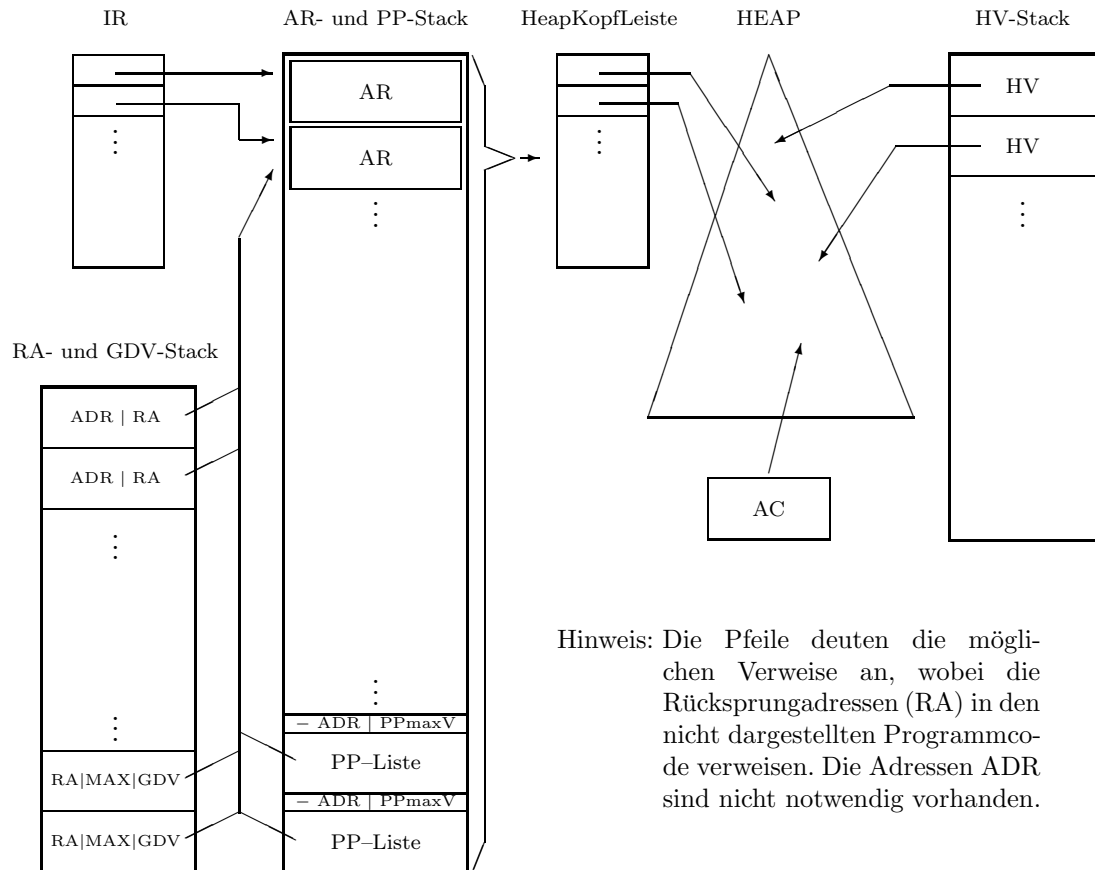 IR
AR- und PP-Stack
HeapKopfLeiste
HEAP
HV-Stack
AR
AR
HV
HV
RA- und GDV-Stack
ADR | RA
ADR | RA
AC
RA|MAX|GDV
RA|MAX|GDV
– ADR | PPmaxV
PP–Liste
– ADR | PPmaxV
PP–Liste
Hinweis: Die Pfeile deuten die mögli-
chen Verweise an, wobei die
Rücksprungadressen (RA) in den
nicht dargestellten Programmco-
de verweisen. Die Adressen ADR
sind nicht notwendig vorhanden.